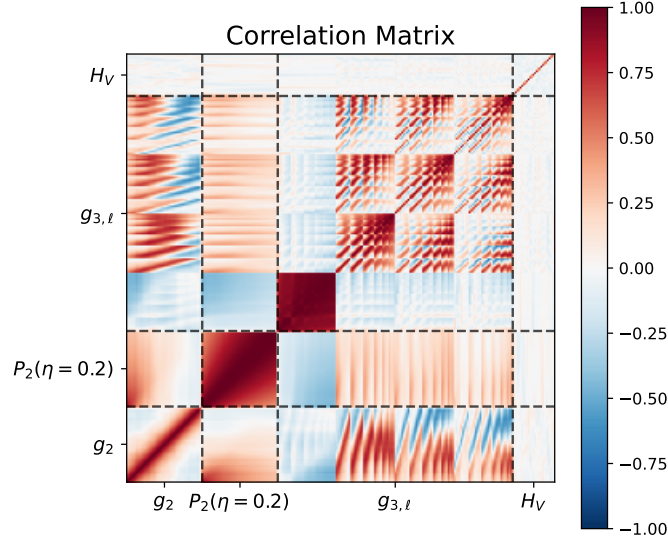 Correlation Matrix
H_V
g_{3,ℓ}
P_2(η = 0.2)
g_2
g_2 P_2(η = 0.2) g_{3,ℓ} H_V
1.00
0.75
0.50
0.25
0.00
−0.25
−0.50
−0.75
−1.00